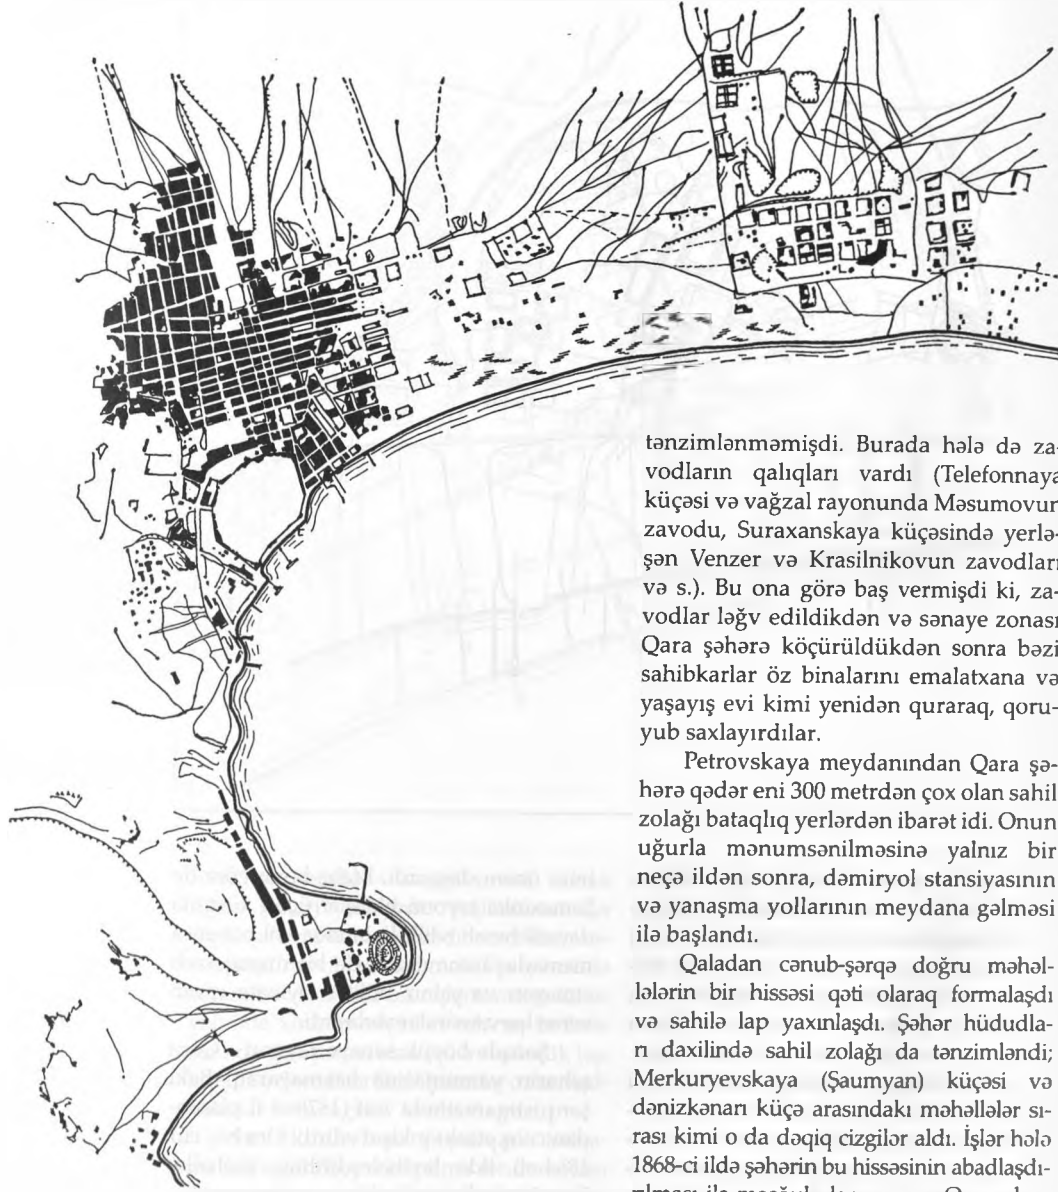 tənzimlənməmişdi. Burada hələ də za-
vodların qalıqları vardı (Telefonnaya
küçəsi və vağzal rayonunda Məsumovun
zavodu, Suraxanskaya küçəsində yerlə-
şən Venzer və Krasilnikovun zavodları
və s.). Bu ona görə baş vermişdi ki, za-
vodlar ləğv edildikdən və sənaye zonası
Qara şəhərə köçürüldükdən sonra bəzi
sahibkarlar öz binalarını emalatxana və
yaşayış evi kimi yenidən quraraq, qoru-
yub saxlayırdılar.
Petrovskaya meydanından Qara şə-
hərə qədər eni 300 metrdən çox olan sahil
zolağı bataqlıq yerlərdən ibarət idi. Onun
uğurla mənumsənilməsinə yalnız bir
neçə ildən sonra, dəmiryol stansiyasının
və yanaşma yollarının meydana gəlməsi
ilə başlandı.
Qaladan cənub-şərqə doğru məhəl-
lələrin bir hissəsi qəti olaraq formalaşdı
və sahilə lap yaxınlaşdı. Şəhər hüdudla-
rı daxilində sahil zolağı da tənzimləndi;
Merkuryevskaya (Şaumyan) küçəsi və
dənizkənarı küçə arasındakı məhəllələr sı-
rası kimi o da dəqiq cizgilər aldı. İşlər hələ
1868-ci ildə şəhərin bu hissəsinin abadlaşdı-